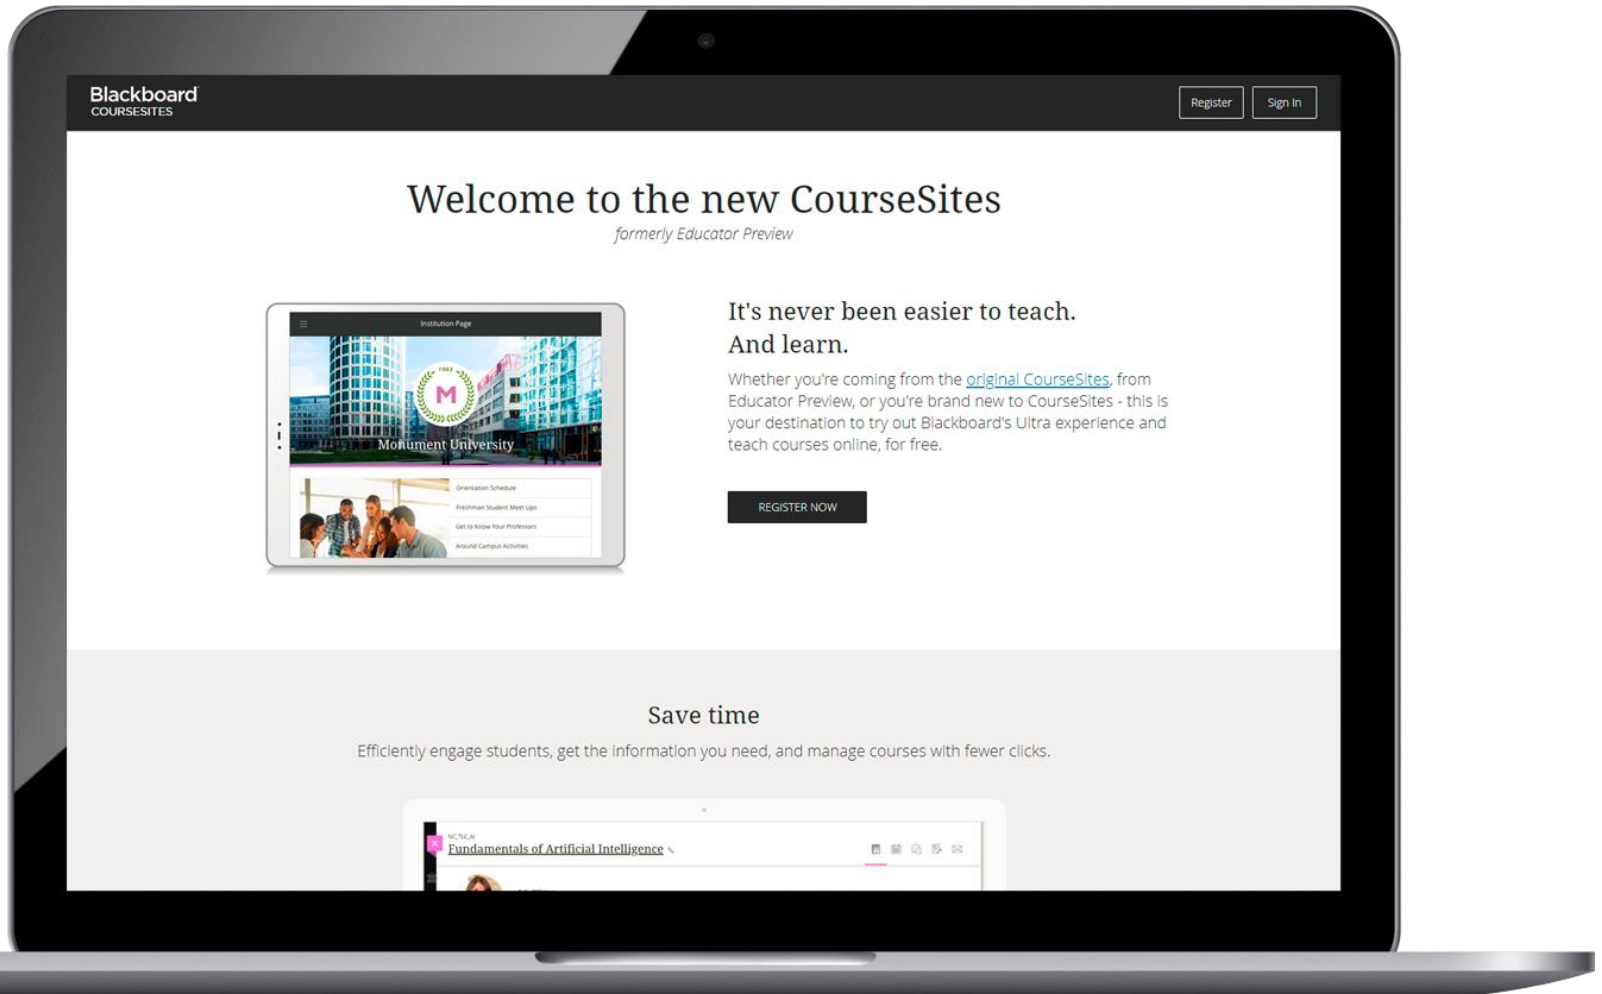 Blackboard
COURSESITES
Register
Sign In
Welcome to the new CourseSites
formerly Educator Preview
Institution Page
FREE
M
Monument University
Orientation Schedule
Freshman Student Meet Ups
Get to Know Your Professors
Around Campus Activities
It's never been easier to teach.
And learn.
Whether you're coming from the original CourseSites, from
Educator Preview, or you're brand new to CourseSites - this is
your destination to try out Blackboard's Ultra experience and
teach courses online, for free.
REGISTER NOW
Save time
Efficiently engage students, get the information you need, and manage courses with fewer clicks.
Fundamentals of Artificial Intelligence